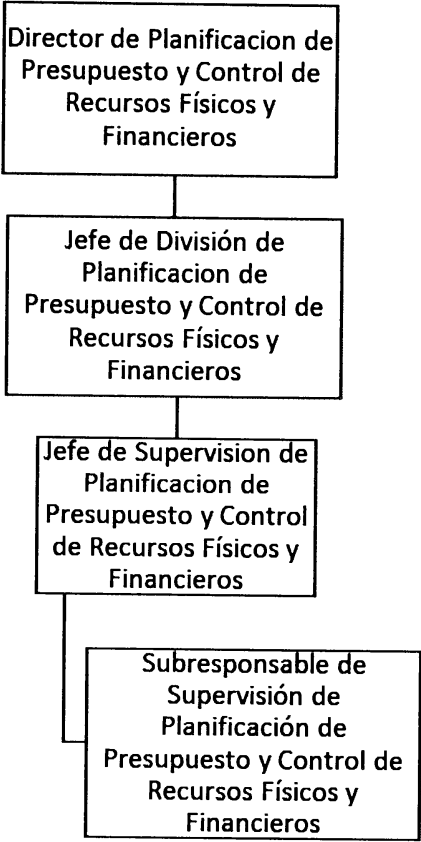 Director de Planificacion de
Presupuesto y Control de
Recursos Físicos y
Financieros
Jefe de División de
Planificacion de
Presupuesto y Control de
Recursos Físicos y
Financieros
Jefe de Supervision de
Planificacion de
Presupuesto y Control
de Recursos Físicos y
Financieros
Subresponsable de
Supervisión de
Planificación de
Presupuesto y Control de
Recursos Físicos y
Financieros